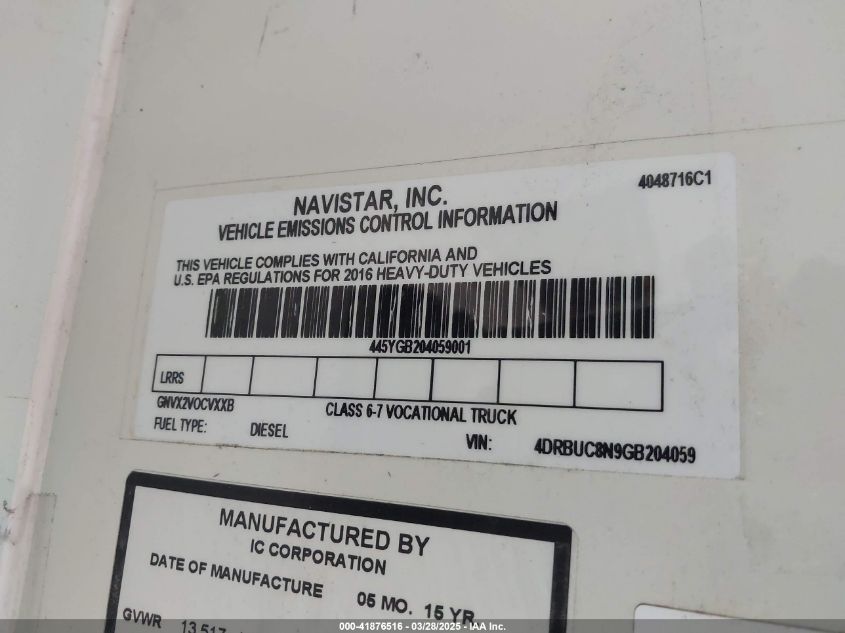 4048716C1
NAVISTAR, INC.
VEHICLE EMISSIONS CONTROL INFORMATION
THIS VEHICLE COMPLIES WITH CALIFORNIA AND
U.S. EPA REGULATIONS FOR 2016 HEAVY-DUTY VEHICLES
445YGB204059001
LRRS
GNVX2VOCVXXB
CLASS 6-7 VOCATIONAL TRUCK
FUEL TYPE: DIESEL VIN: 4DRBUC8N9GB204059
MANUFACTURED BY
IC CORPORATION
DATE OF MANUFACTURE 05 MO. 15 YR.
GVWR 13,517
000-41876516 - 03/28/2025 - IAA Inc.